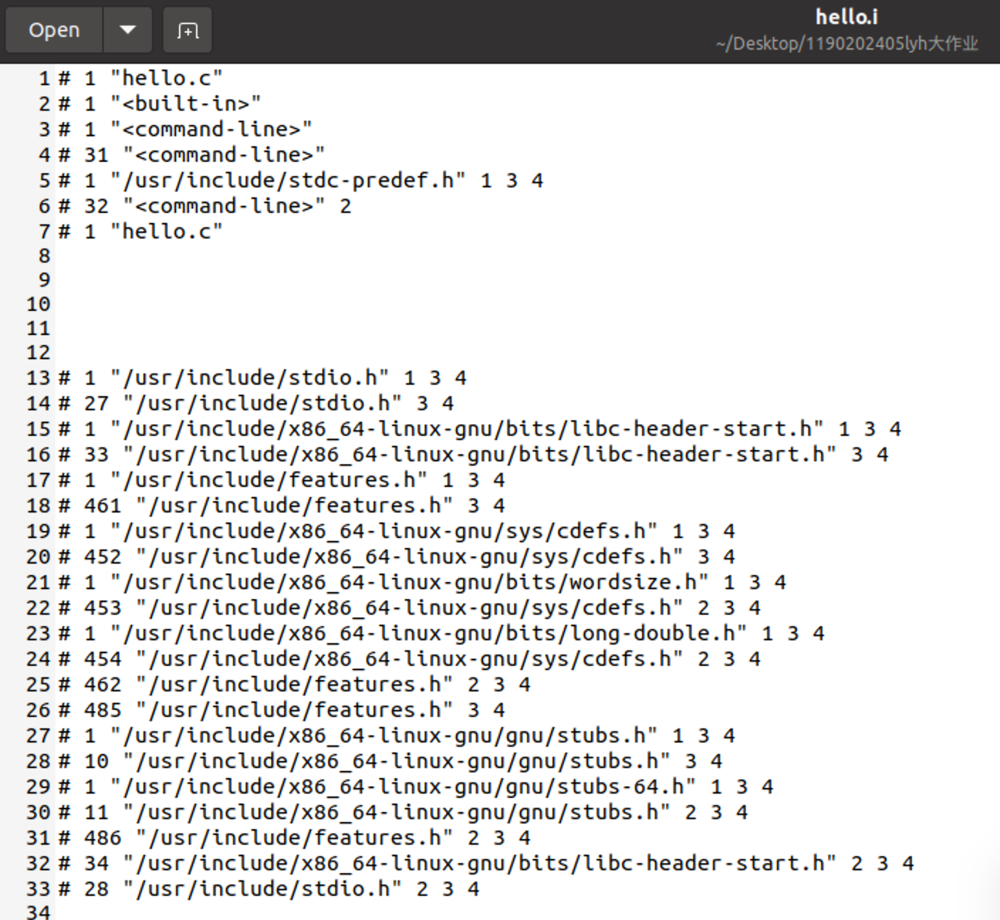 Open
hello.i
~/Desktop/1190202405lyh大作业
1 # 1 "hello.c"
2 # 1 "<built-in>"
3 # 1 "<command-line>"
4 # 31 "<command-line>"
5 # 1 "/usr/include/stdc-predef.h" 1 3 4
6 # 32 "<command-line>" 2
7 # 1 "hello.c"
8
9
10
11
12
13 # 1 "/usr/include/stdio.h" 1 3 4
14 # 27 "/usr/include/stdio.h" 3 4
15 # 1 "/usr/include/x86_64-linux-gnu/bits/libc-header-start.h" 1 3 4
16 # 33 "/usr/include/x86_64-linux-gnu/bits/libc-header-start.h" 3 4
17 # 1 "/usr/include/features.h" 1 3 4
18 # 461 "/usr/include/features.h" 3 4
19 # 1 "/usr/include/x86_64-linux-gnu/sys/cdefs.h" 1 3 4
20 # 452 "/usr/include/x86_64-linux-gnu/sys/cdefs.h" 3 4
21 # 1 "/usr/include/x86_64-linux-gnu/bits/wordsize.h" 1 3 4
22 # 453 "/usr/include/x86_64-linux-gnu/sys/cdefs.h" 2 3 4
23 # 1 "/usr/include/x86_64-linux-gnu/bits/long-double.h" 1 3 4
24 # 454 "/usr/include/x86_64-linux-gnu/sys/cdefs.h" 2 3 4
25 # 462 "/usr/include/features.h" 2 3 4
26 # 485 "/usr/include/features.h" 3 4
27 # 1 "/usr/include/x86_64-linux-gnu/gnu/stubs.h" 1 3 4
28 # 10 "/usr/include/x86_64-linux-gnu/gnu/stubs.h" 3 4
29 # 1 "/usr/include/x86_64-linux-gnu/gnu/stubs-64.h" 1 3 4
30 # 11 "/usr/include/x86_64-linux-gnu/gnu/stubs.h" 2 3 4
31 # 486 "/usr/include/features.h" 2 3 4
32 # 34 "/usr/include/x86_64-linux-gnu/bits/libc-header-start.h" 2 3 4
33 # 28 "/usr/include/stdio.h" 2 3 4
34